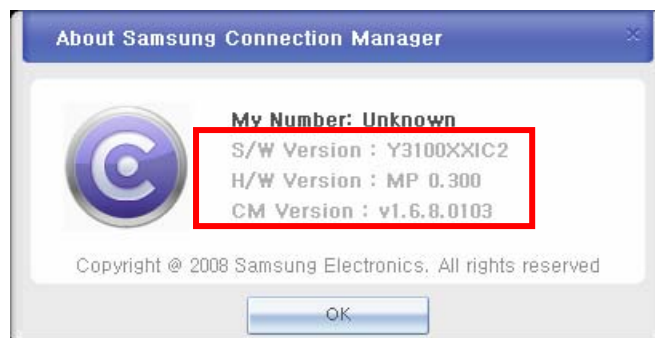 About Samsung Connection Manager
My Number: Unknown
S/W Version : Y3100XXIC2
H/W Version : MP 0.300
CM Version : v1.6.8.0103
Copyright @ 2008 Samsung Electronics. All rights reserved
OK